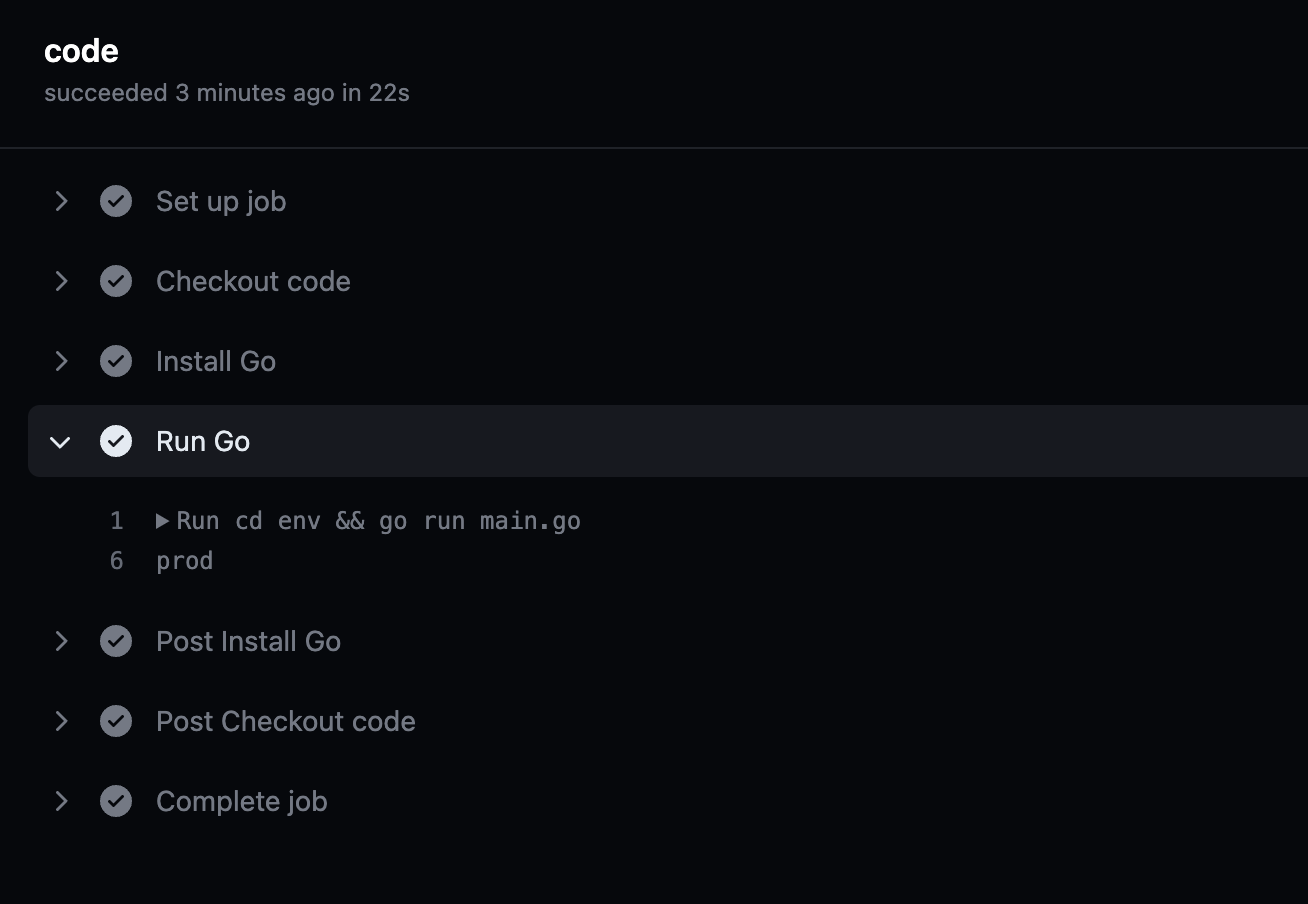 code
succeeded 3 minutes ago in 22s
Set up job
Checkout code
Install Go
Run Go
1 ▶Run cd env && go run main.go
6 prod
Post Install Go
Post Checkout code
Complete job